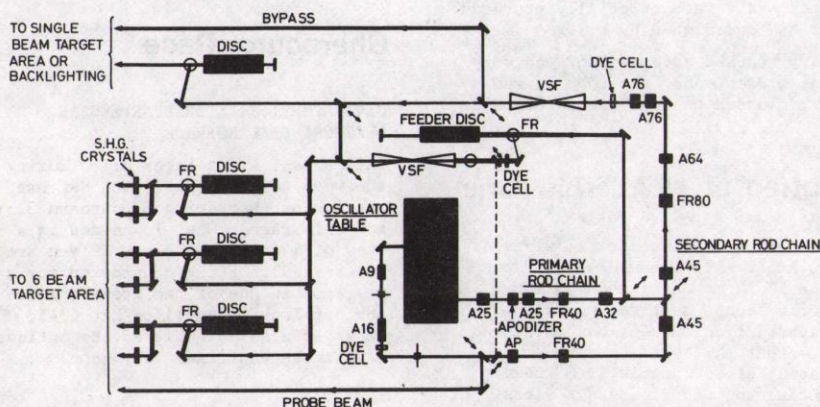 BYPASS
TO SINGLE
BEAM TARGET
AREA OR
BACKLIGHTING
DISC
VSF
DYE CELL
A76
A76
FEEDER DISC
FR
S.H.G.
CRYSTALS
FR
DISC
VSF
DYE
CELL
A64
FR80
OSCILLATOR
TABLE
SECONDARY ROD CHAIN
FR
DISC
A9
PRIMARY
ROD CHAIN
A45
TO 6 BEAM
TARGET AREA
A25
A25
FR40
A32
APODIZER
A45
FR
DISC
A16
DYE
CELL
AP
FR40
PROBE BEAM